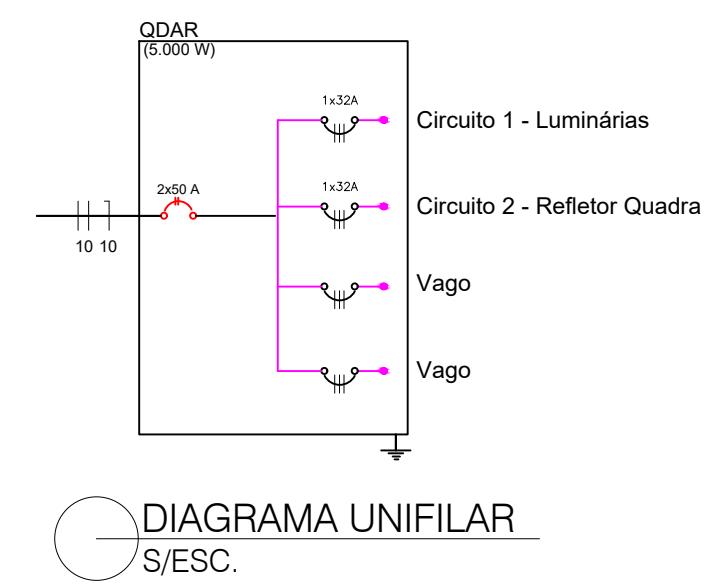 QDAR
(5.000 W)
1x32A
Circuito 1 - Luminárias
2x50 A
1x32A
Circuito 2 - Refletor Quadra
10 10
Vago
Vago
DIAGRAMA UNIFILAR
S/ESC.